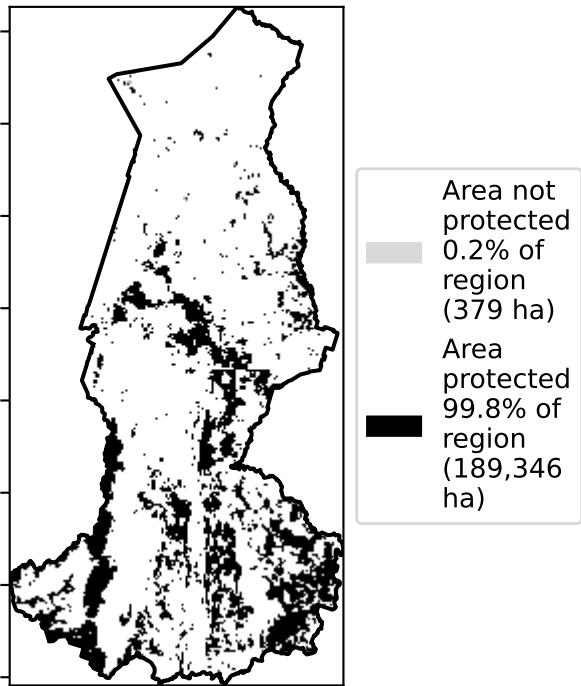 Area not
protected
0.2% of
region
(379 ha)
Area
protected
99.8% of
region
(189,346
ha)